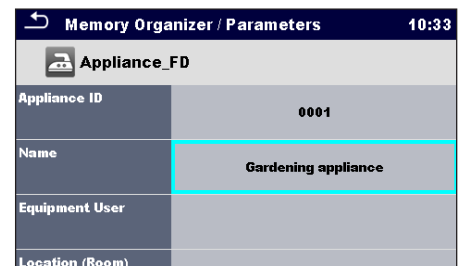 Memory Organizer / Parameters 10:33
Appliance_FD
Appliance ID 0001
Name Gardening appliance
Equipment User
Location (Room)